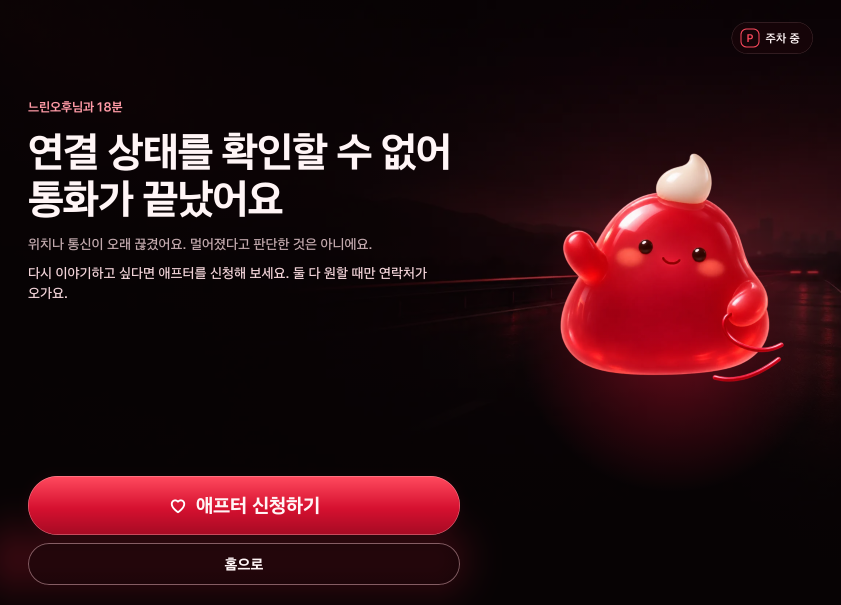 P 주차 중
느린오후님과 18분
연결 상태를 확인할 수 없어
통화가 끝났어요
위치나 통신이 오래 끊겼어요. 멀어졌다고 판단한 것은 아니에요.
다시 이야기하고 싶다면 애프터를 신청해 보세요. 둘 다 원할 때만 연락처가
오가요.
애프터 신청하기
홈으로